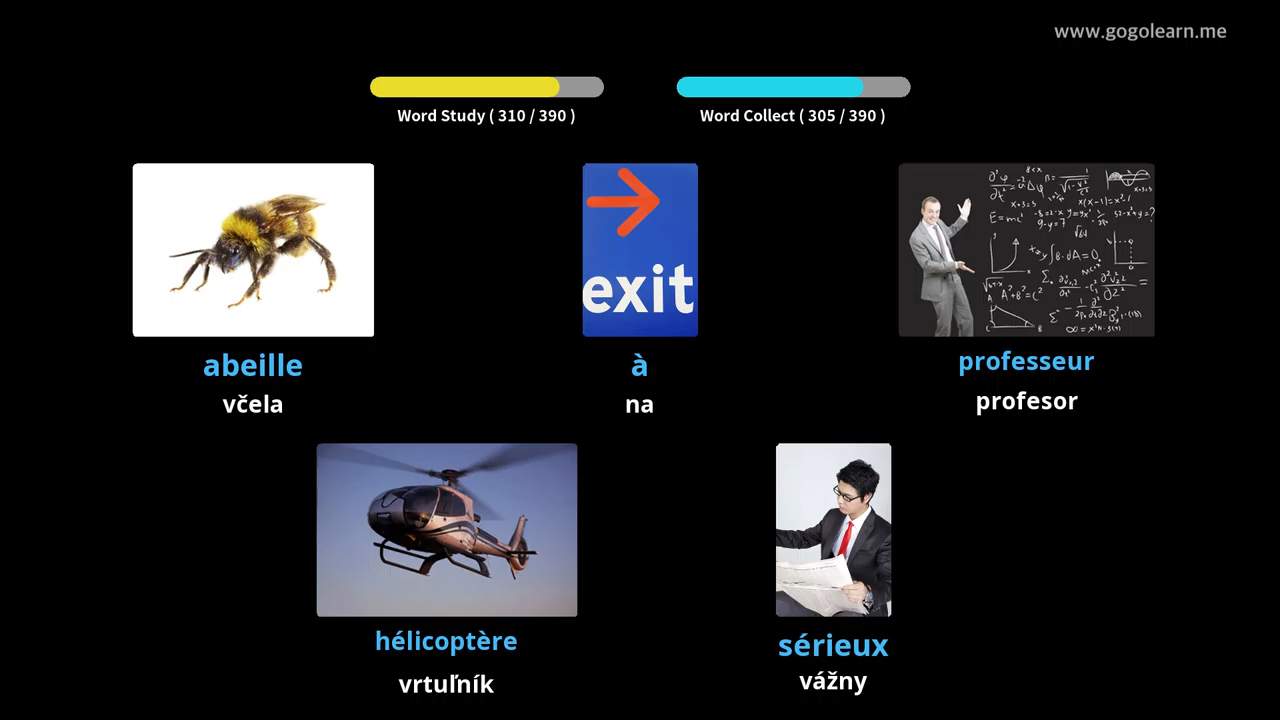 www.gogolearn.me
Word Study ( 310 / 390 )
Word Collect ( 305 / 390 )
exit
abeille
včela
à
na
professeur
profesor
hélicoptère
vrtuľník
sérieux
vážny